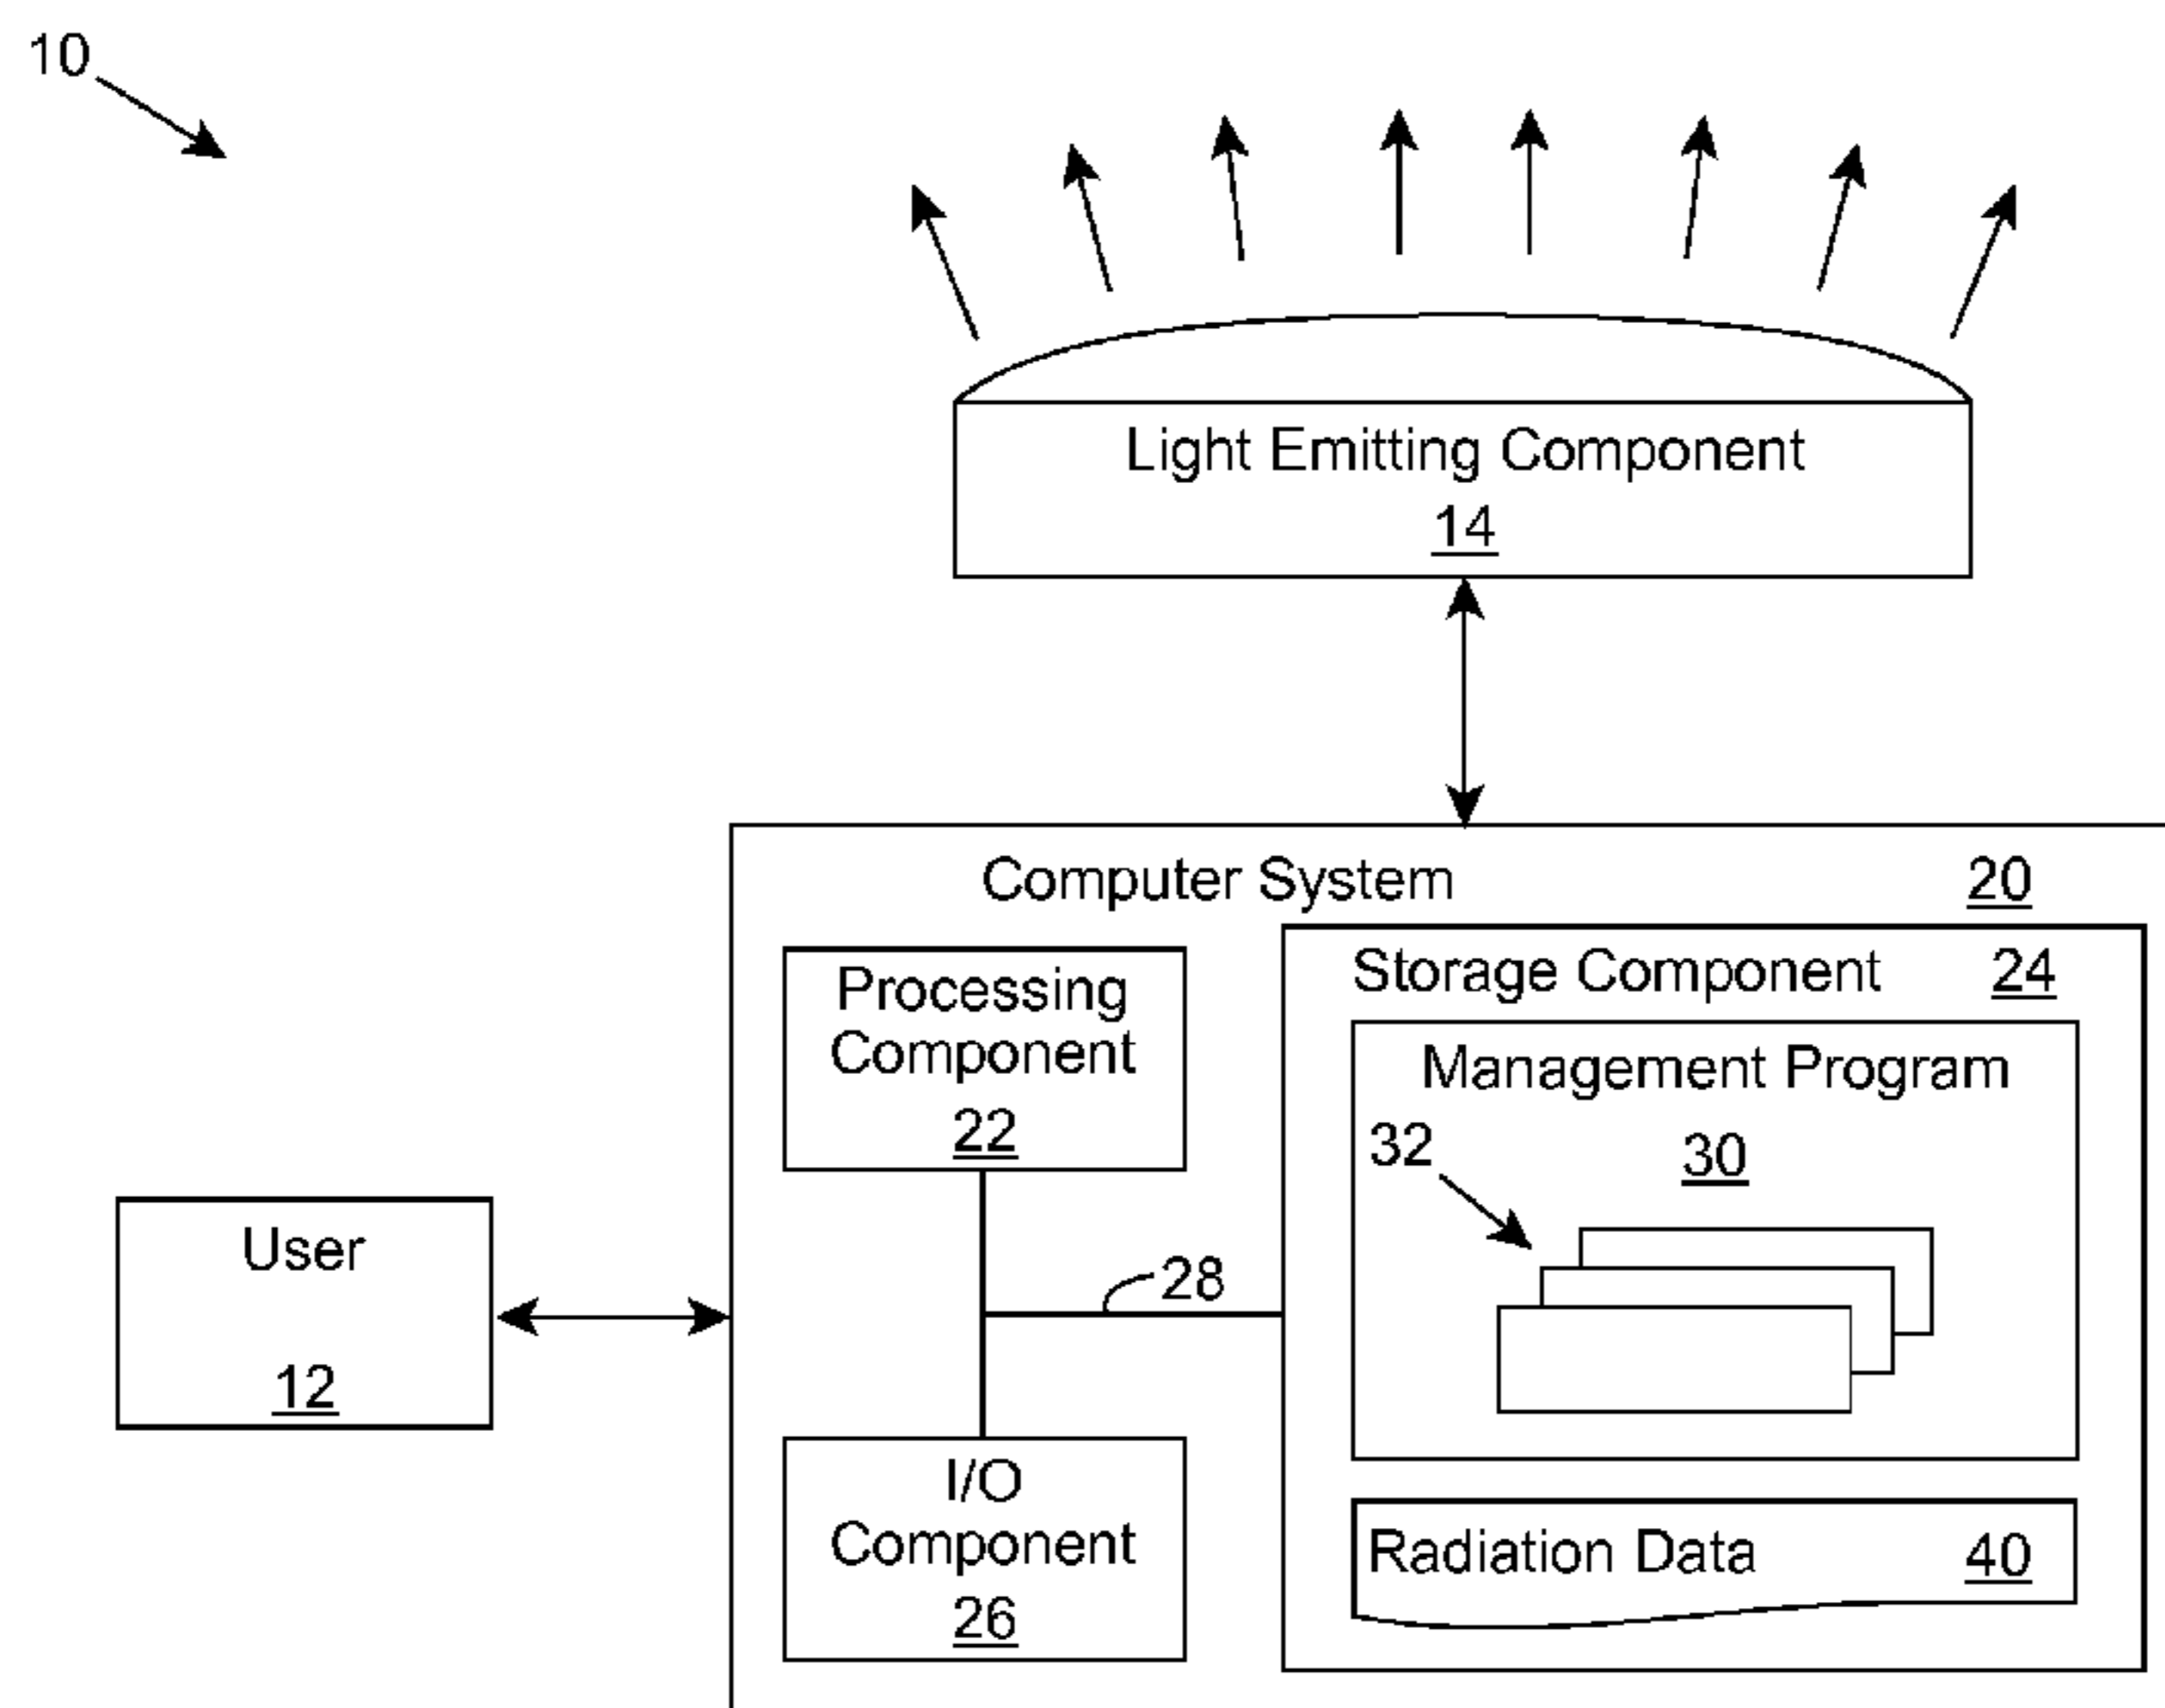 10
Light Emitting Component
14
Computer System 20
Processing
Component
22
Storage Component 24
Management Program
32
30
User
12
28
I/O
Component
26
Radiation Data 40